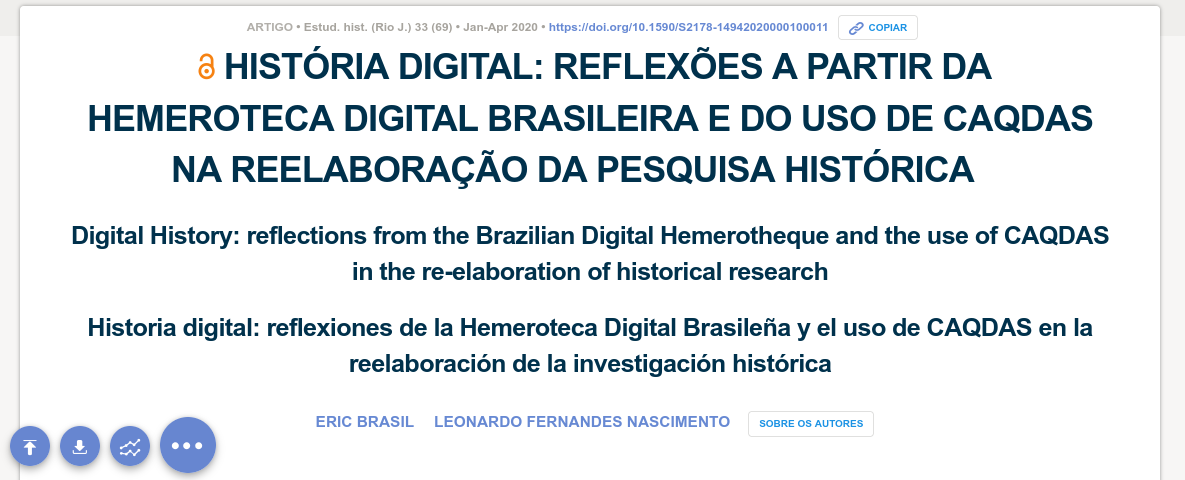 ARTIGO • Estud. hist. (Rio J.) 33 (69) • Jan-Apr 2020 • https://doi.org/10.1590/S2178-14942020000100011 COPIAR
HISTÓRIA DIGITAL: REFLEXÕES A PARTIR DA
HEMEROTECA DIGITAL BRASILEIRA E DO USO DE CAQDAS
NA REELABORAÇÃO DA PESQUISA HISTÓRICA
Digital History: reflections from the Brazilian Digital Hemerotheque and the use of CAQDAS
in the re-elaboration of historical research
Historia digital: reflexiones de la Hemeroteca Digital Brasileña y el uso de CAQDAS en la
reelaboración de la investigación histórica
ERIC BRASIL LEONARDO FERNANDES NASCIMENTO SOBRE OS AUTORES